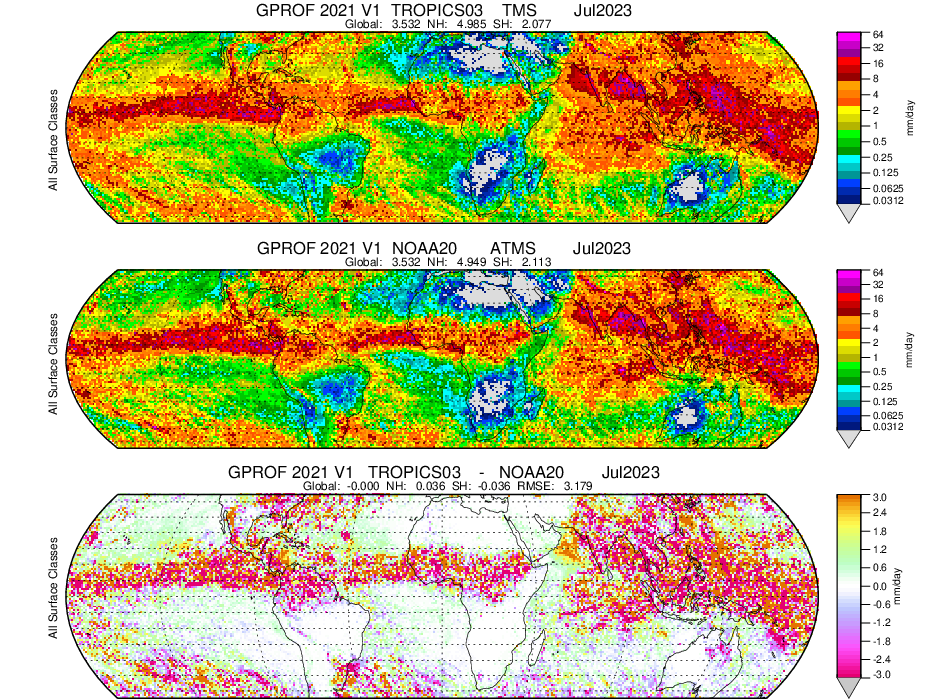 GPROF 2021 V1 TROPICS03 TMS Jul2023
Global: 3.532 NH: 4.985 SH: 2.077
All Surface Classes
64
32
16
8
4
2
1
0.5
0.25
0.125
0.0625
0.0312
mm/day
GPROF 2021 V1 NOAA20 ATMS Jul2023
Global: 3.532 NH: 4.949 SH: 2.113
All Surface Classes
64
32
16
8
4
2
1
0.5
0.25
0.125
0.0625
0.0312
mm/day
GPROF 2021 V1 TROPICS03 - NOAA20 Jul2023
Global: -0.000 NH: 0.036 SH: -0.036 RMSE: 3.179
All Surface Classes
3.0
2.4
1.8
1.2
0.6
0.0
-0.6
-1.2
-1.8
-2.4
-3.0
mm/day